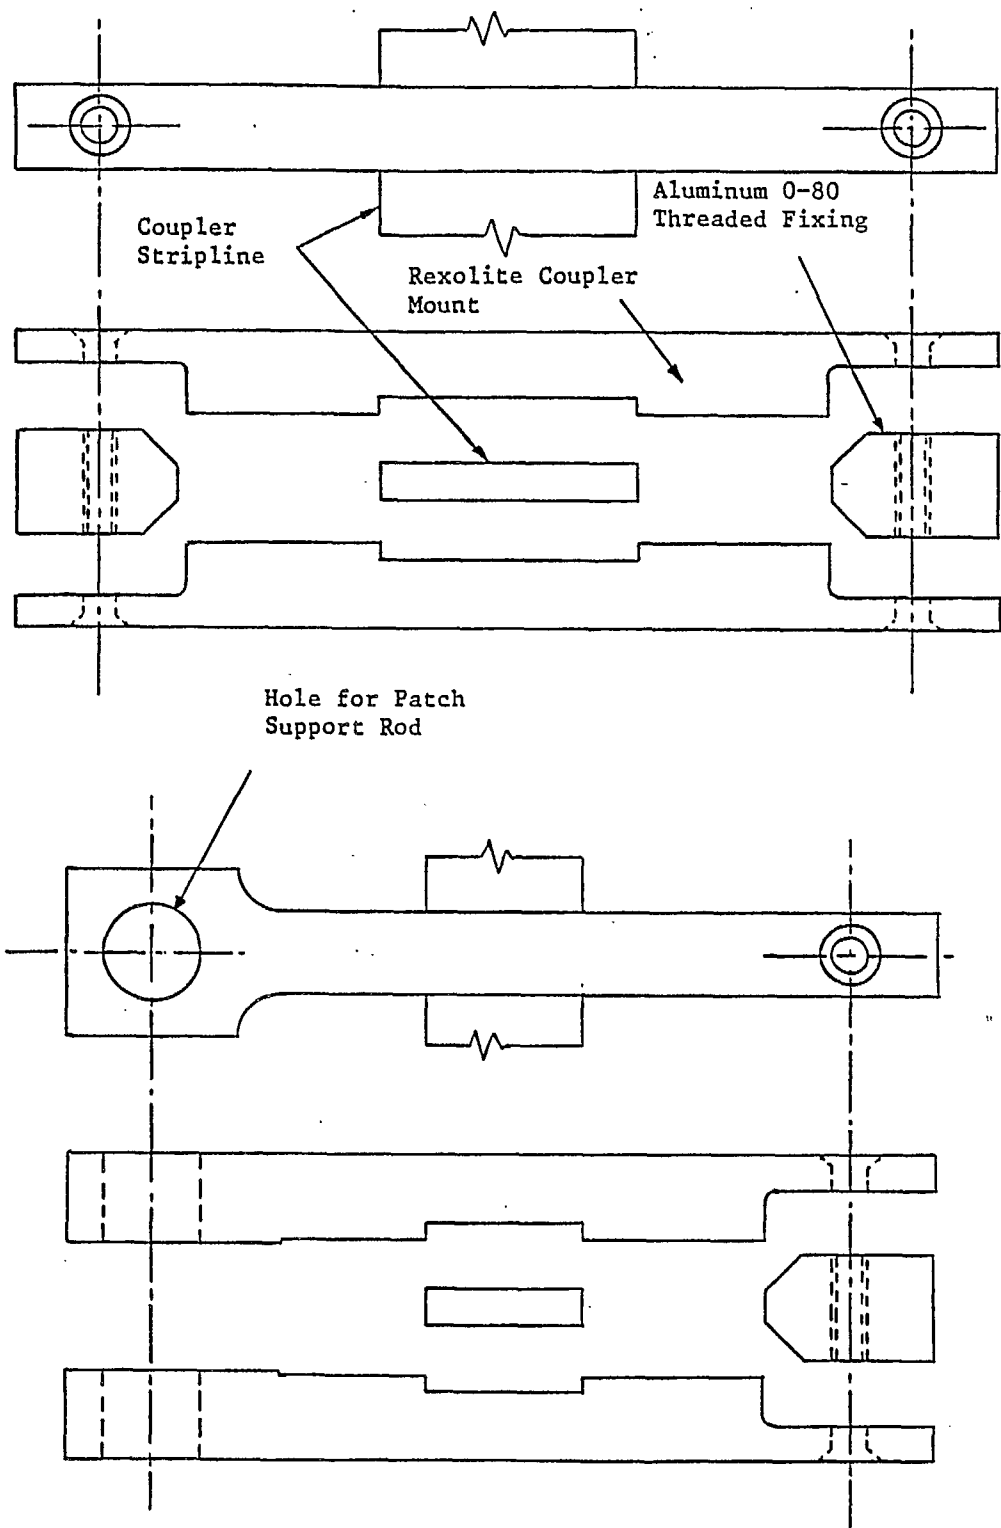 Coupler
Stripline
Aluminum 0-80
Threaded Fixing
Rexolite Coupler
Mount
Hole for Patch
Support Rod